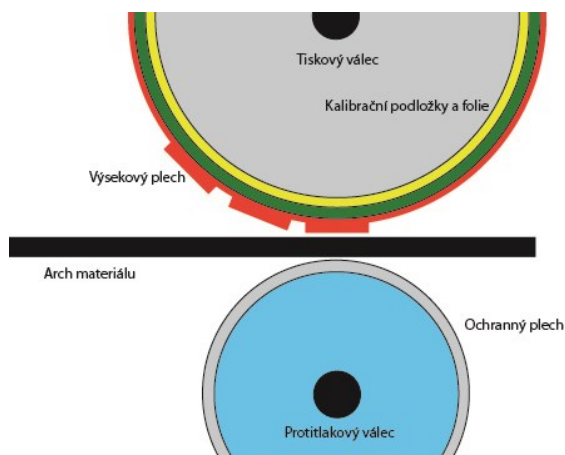 Tiskový válec
Kalibrační podložky a folie
Výsekový plech
Arch materiálu
Ochranný plech
Protitlakový válec